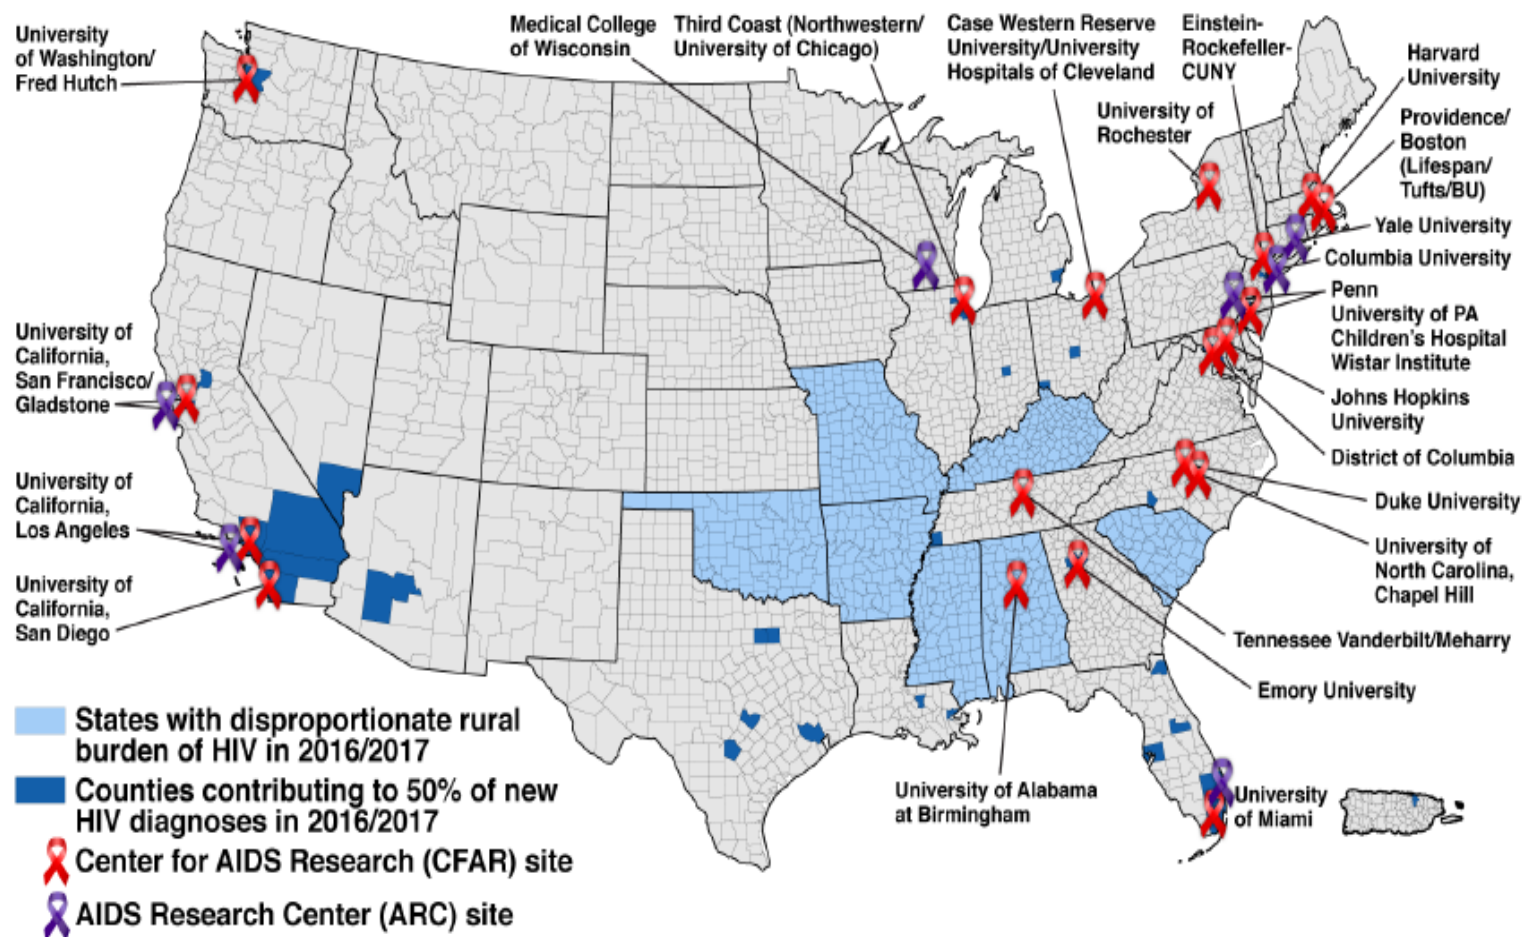 University
of Washington/
Fred Hutch
Medical College
of Wisconsin
Third Coast (Northwestern/
University of Chicago)
Case Western Reserve
University/University
Hospitals of Cleveland
Einstein-
Rockefeller-
CUNY
Harvard
University
University of
Rochester
Providence/
Boston
(Lifespan/
Tufts/BU)
Yale University
Columbia University
Penn
University of PA
Children's Hospital
Wistar Institute
Johns Hopkins
University
District of Columbia
Duke University
University of
North Carolina,
Chapel Hill
Tennessee Vanderbilt/Meharry
Emory University
University of
California,
San Francisco/
Gladstone
University of
California,
Los Angeles
University of
California,
San Diego
University of Alabama
at Birmingham
University
of Miami
States with disproportionate rural
burden of HIV in 2016/2017
Counties contributing to 50% of new
HIV diagnoses in 2016/2017
Center for AIDS Research (CFAR) site
AIDS Research Center (ARC) site